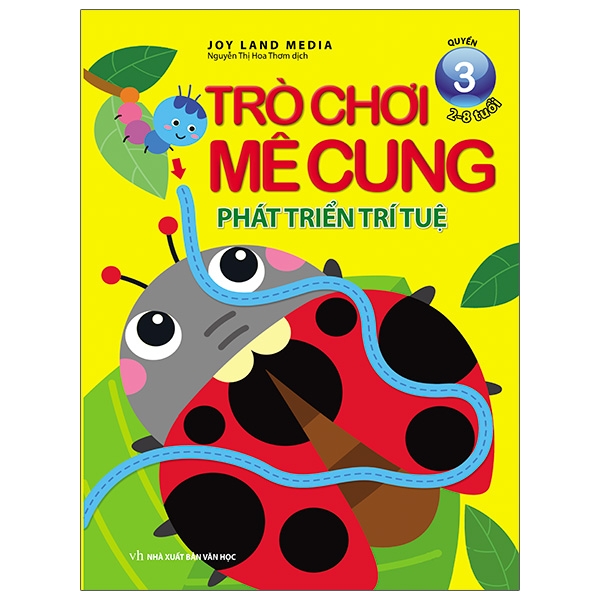 JOY LAND MEDIA
Nguyễn Thị Hoa Thơm dịch
QUYỂN
3
2-8 tuổi
TRÒ CHƠI
MÊ CUNG
PHÁT TRIỂN TRÍ TUỆ
vh NHÀ XUẤT BẢN VĂN HỌC